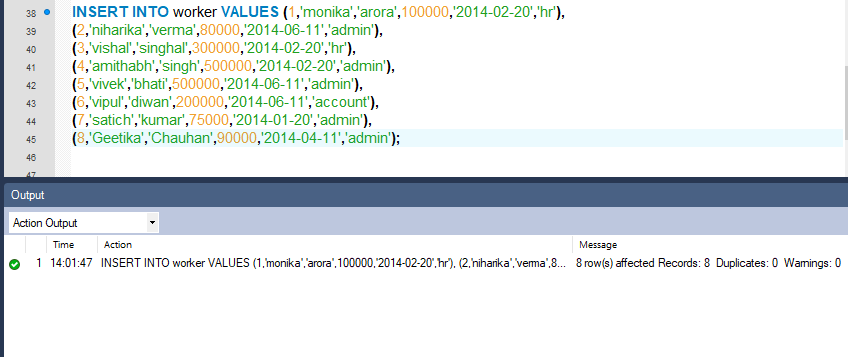 38 INSERT INTO worker VALUES (1,'monika','arora',100000,'2014-02-20','hr'),
39 (2,'niharika','verma',80000,'2014-06-11','admin'),
40 (3,'vishal','singhal',300000,'2014-02-20','hr'),
41 (4,'amithabh','singh',500000,'2014-02-20','admin'),
42 (5,'vivek','bhati',500000,'2014-06-11','admin'),
43 (6,'vipul','diwan',200000,'2014-06-11','account'),
44 (7,'satich','kumar',75000,'2014-01-20','admin'),
45 (8,'Geetika','Chauhan',90000,'2014-04-11','admin');
46
47
Output
Action Output
Time Action Message
1 14:01:47 INSERT INTO worker VALUES (1,'monika','arora',100000,'2014-02-20','hr'), (2,'niharika','verma',8... 8 row(s) affected Records: 8 Duplicates: 0 Warnings: 0